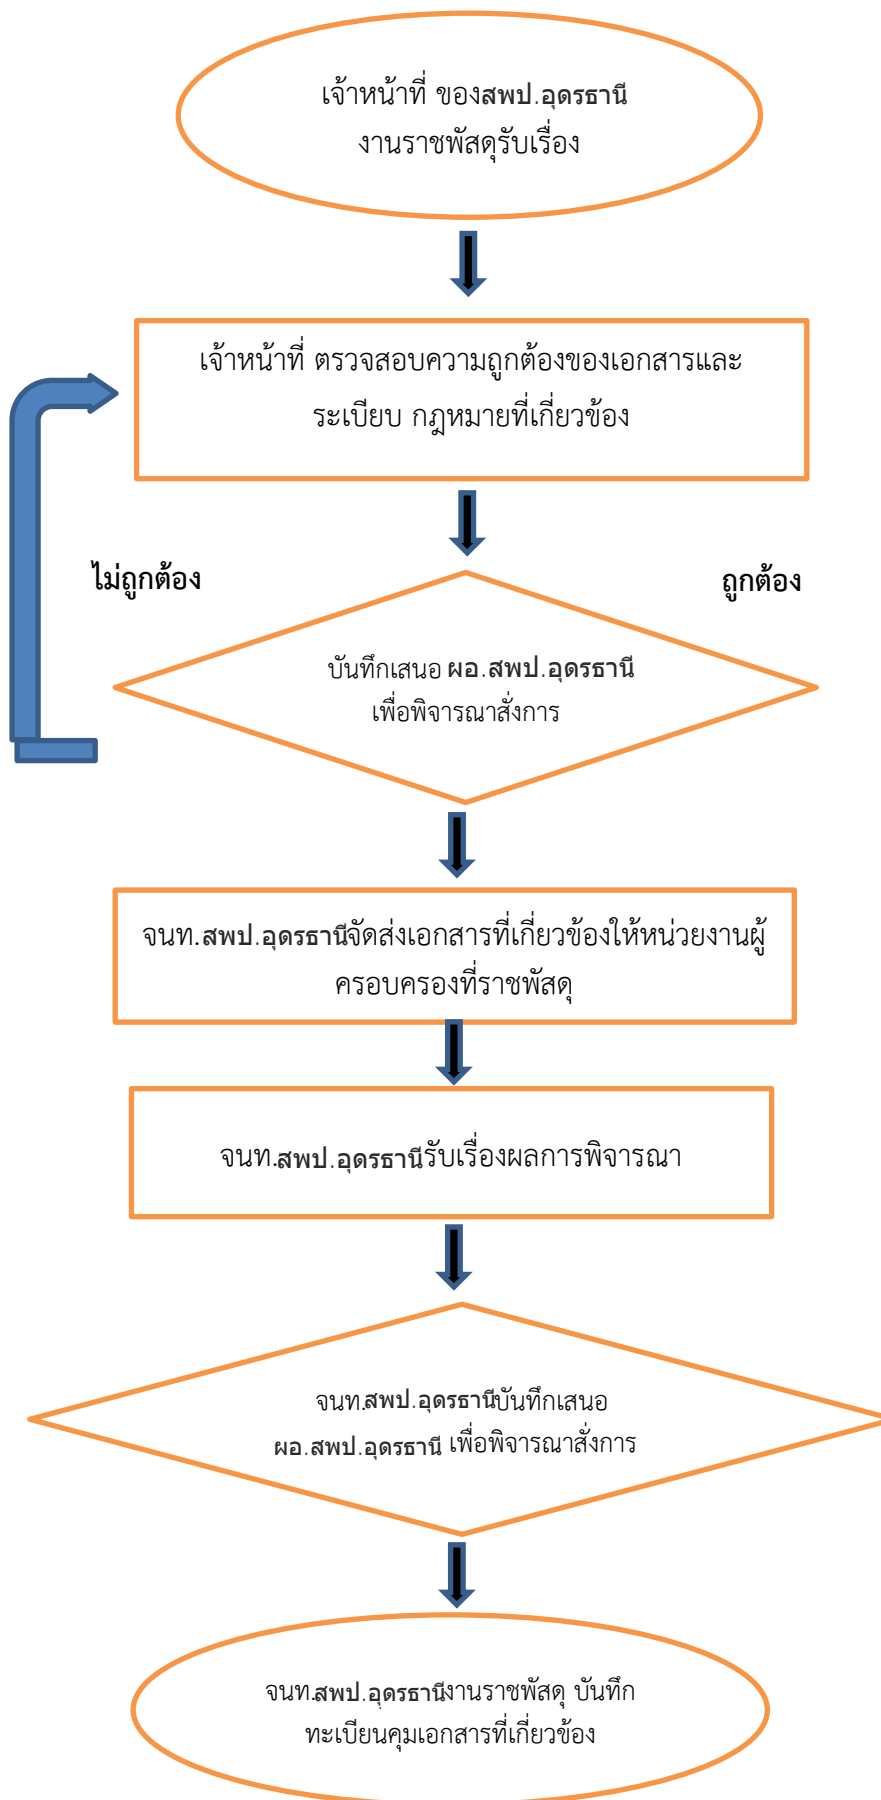 เจ้าหน้าที่ ของสพป.อุดรธานี
งานราชพัสดุรับเรื่อง
เจ้าหน้าที่ ตรวจสอบความถูกต้องของเอกสารและ
ระเบียบ กฎหมายที่เกี่ยวข้อง
ไม่ถูกต้อง
ถูกต้อง
บันทึกเสนอ ผอ.สพป.อุดรธานี
เพื่อพิจารณาสั่งการ
จนท.สพป.อุดรธานีจัดส่งเอกสารที่เกี่ยวข้องให้หน่วยงานผู้
ครอบครองที่ราชพัสดุ
จนท.สพป.อุดรธานีรับเรื่องผลการพิจารณา
จนท.สพป.อุดรธานีบันทึกเสนอ
ผอ.สพป.อุดรธานี เพื่อพิจารณาสั่งการ
จนท.สพป.อุดรธานีงานราชพัสดุ บันทึก
ทะเบียนคุมเอกสารที่เกี่ยวข้อง